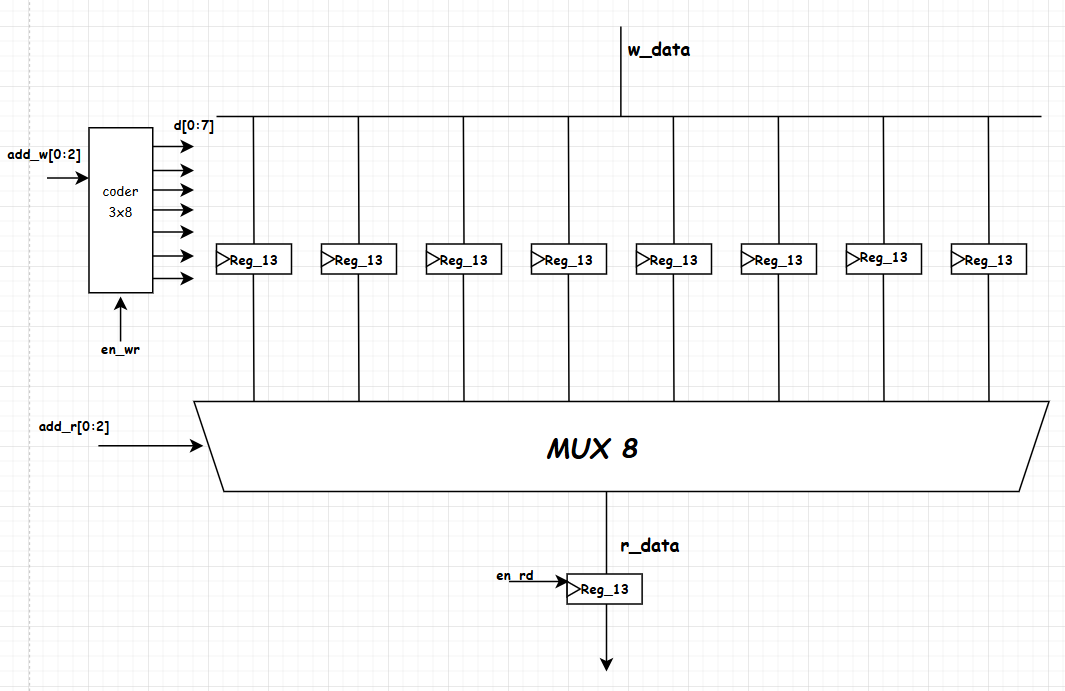 w_data
d[0:7]
add_w[0:2]
coder
3x8
Reg_13 Reg_13 Reg_13 Reg_13 Reg_13 Reg_13 Reg_13 Reg_13
en_wr
add_r[0:2]
MUX 8
r_data
en_rd
Reg_13